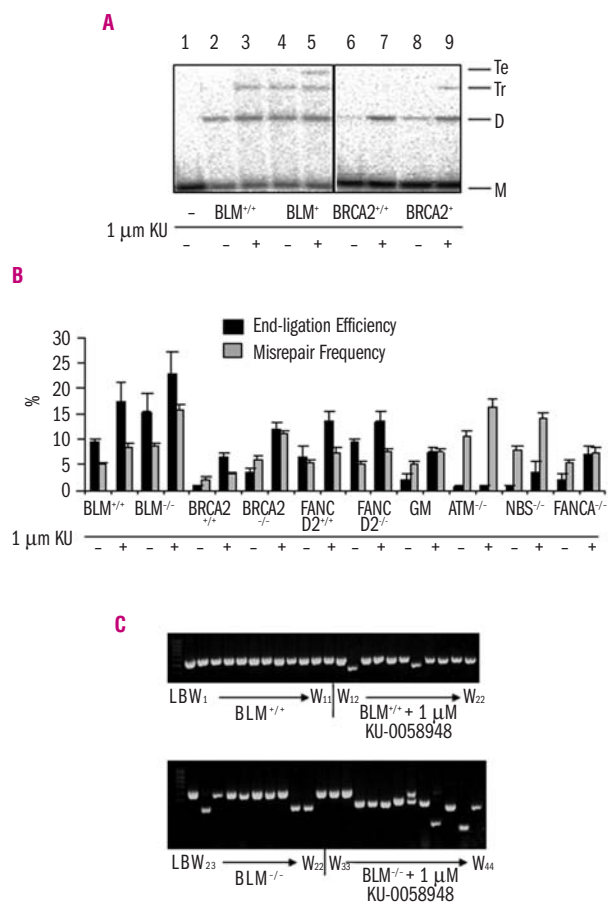 A
1 2 3 4 5 6 7 8 9
Te
Tr
D
M
– BLM+/+ BLM+ BRCA2+/+ BRCA2+
1 µm KU
– – + – + – + – +
B
End-ligation Efficiency
Misrepair Frequency
%
30
25
20
15
10
5
0
BLM+/+ BLM-/- BRCA2 BRCA2 FANC FANC GM ATM-/- NBS-/- FANCA-/-
+/+ -/- D2+/+ D2-/-
1 µm KU
– + – + – + – + – + – + – + – + – + – +
C
LBW1 W11 W12 W22
BLM+/+ BLM+/+ + 1 µM
KU-0058948
LBW23 W22 W33 W44
BLM-/- BLM-/- + 1 µM
KU-0058948